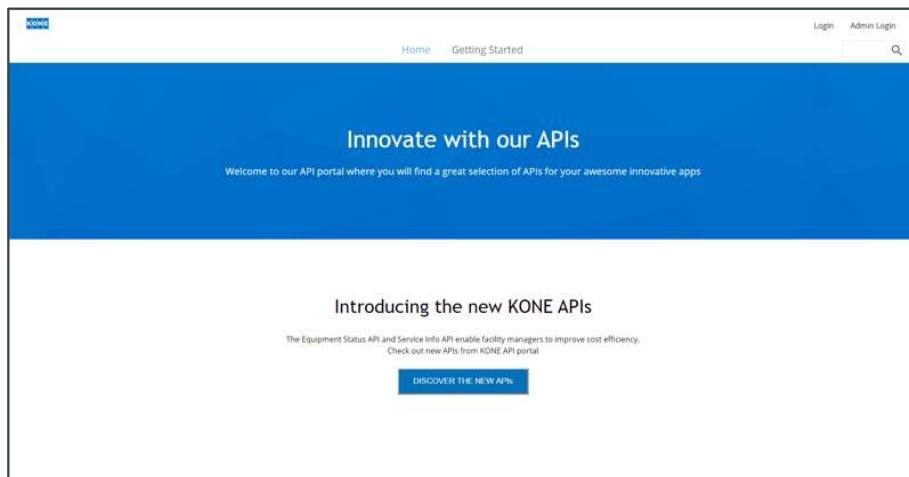 KONE
Login Admin Login
Home Getting Started
Innovate with our APIs
Welcome to our API portal where you will find a great selection of APIs for your awesome innovative apps
Introducing the new KONE APIs
The Equipment Status API and Service Info API enable facility managers to improve cost efficiency.
Check out new APIs from KONE API portal
DISCOVER THE NEW APIs